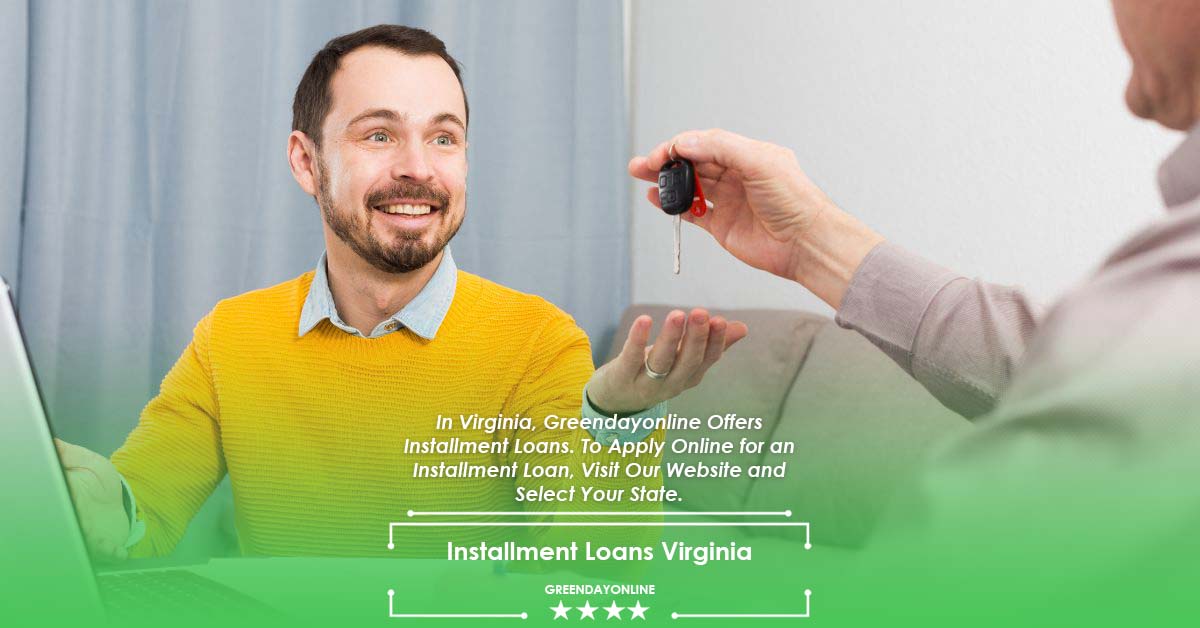 In Virginia, Greendayonline Offers
Installment Loans. To Apply Online for an
Installment Loan, Visit Our Website and
Select Your State.
Installment Loans Virginia
GREENDAYONLINE